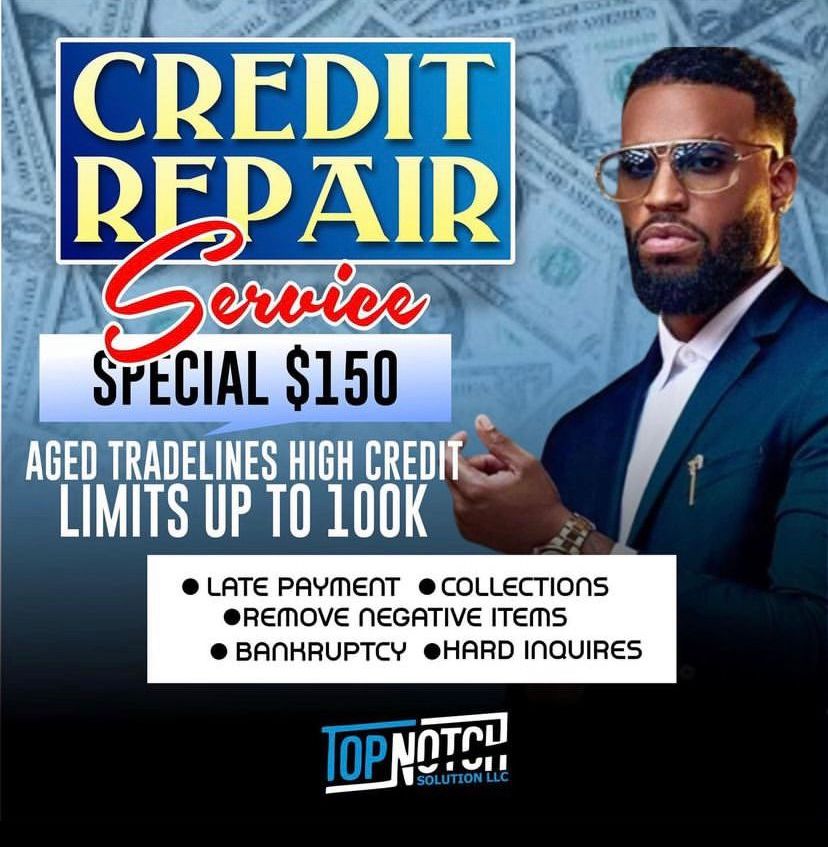 CREDIT
REPAIR
Service
SPECIAL $150
AGED TRADELINES HIGH CREDIT
LIMITS UP TO 100K
● LATE PAYMENT ● COLLECTIONS
● REMOVE NEGATIVE ITEMS
● BANKRUPTCY ● HARD INQUIRES
TOPNOTCH
SOLUTION LLC